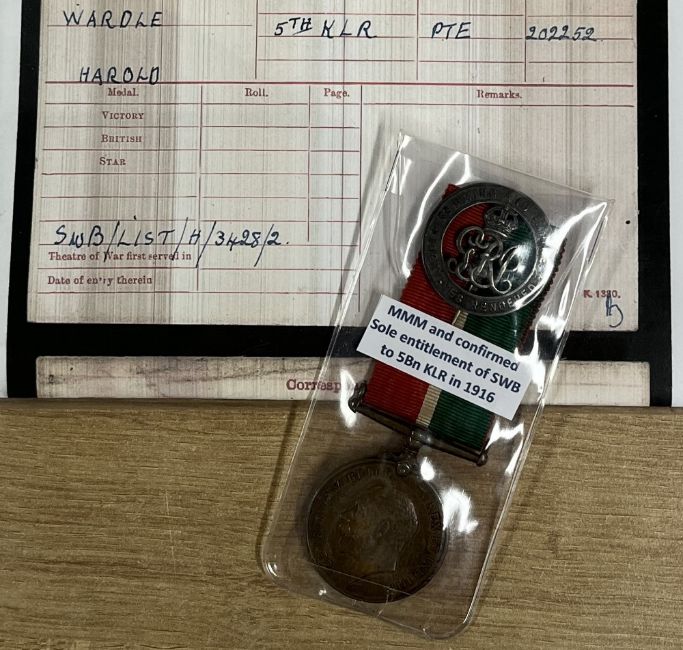 WARDLE 5TH KLR PTE 202252
HAROLD
Medal. Roll. Page. Remarks.
VICTORY
BRITISH
STAR
SWB/LIST/H/3428/2.
Theatre of War first served in
Date of entry therein
K. 1380.
MMM and confirmed
Sole entitlement of SWB
to 5Bn KLR in 1916